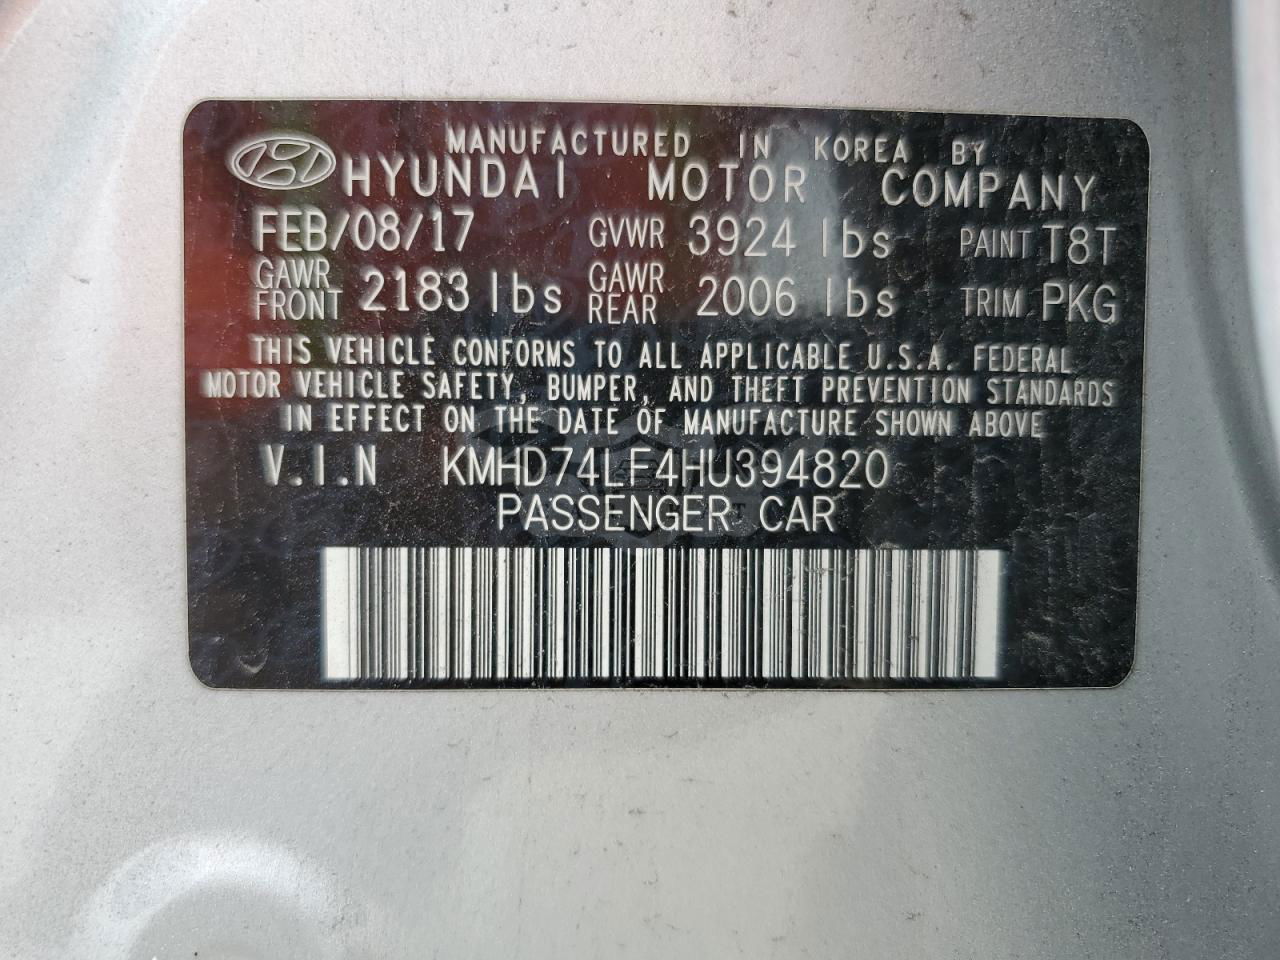 MANUFACTURED IN KOREA BY
HYUNDAI MOTOR COMPANY
FEB/08/17 GVWR 3924 lbs PAINT T8T
GAWR FRONT 2183 lbs GAWR REAR 2006 lbs TRIM PKG
THIS VEHICLE CONFORMS TO ALL APPLICABLE U.S.A. FEDERAL
MOTOR VEHICLE SAFETY, BUMPER, AND THEFT PREVENTION STANDARDS
IN EFFECT ON THE DATE OF MANUFACTURE SHOWN ABOVE
V.I.N KMHD74LF4HU394820
PASSENGER CAR